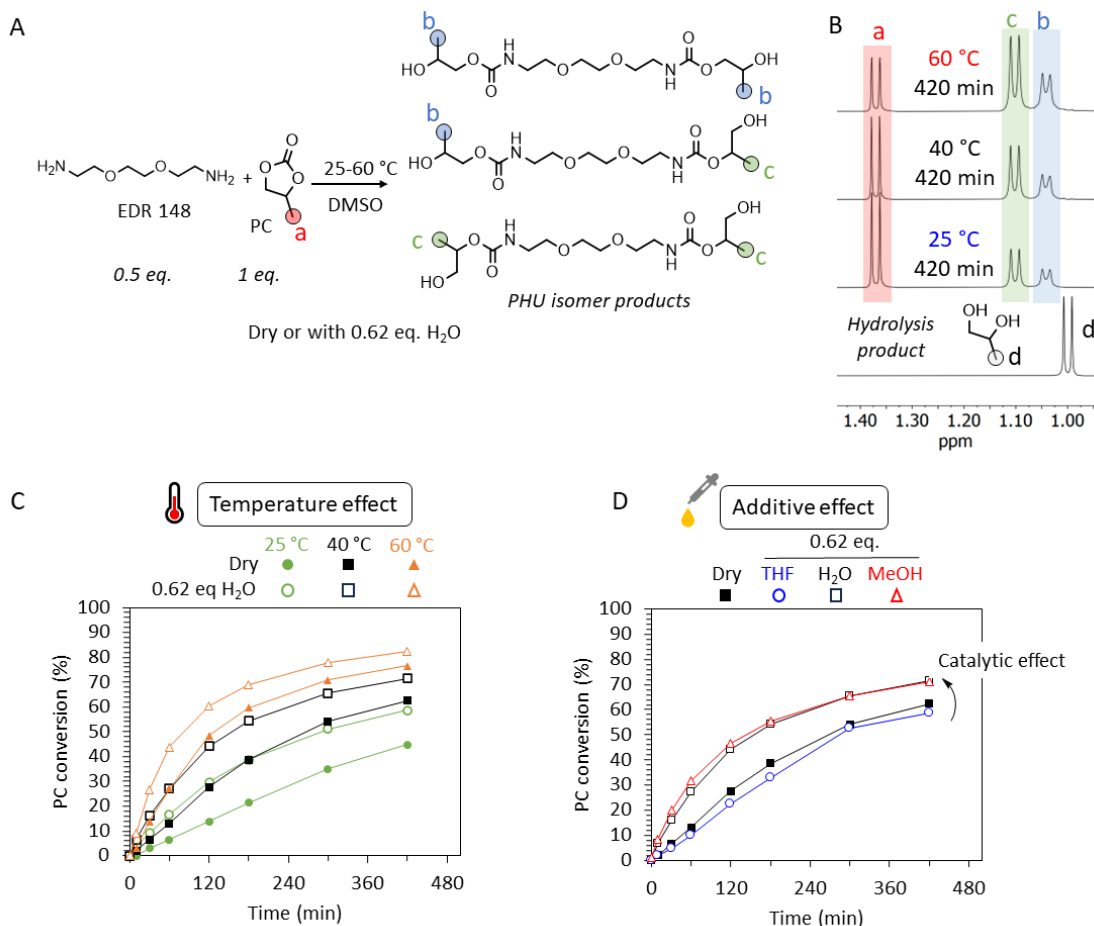 A
b
O
HO
O
N
H
O
O
H
N
O
O
OH
b
b
O
HO
O
N
H
O
O
H
N
O
O
OH
c
H2N
O
O
NH2
EDR 148
+
O
O
O
PC
a
25-60 °C
DMSO
c
O
O
N
H
HO
O
O
H
N
O
O
OH
c
0.5 eq.
1 eq.
PHU isomer products
Dry or with 0.62 eq. H₂O
B
a
c
b
60 °C
420 min
40 °C
420 min
25 °C
420 min
Hydrolysis
product
OH
OH
d
d
1.40 1.30 1.20 1.10 1.00
ppm
C
Temperature effect
25 °C 40 °C 60 °C
Dry
0.62 eq H₂O
PC conversion (%)
100
90
80
70
60
50
40
30
20
10
0
0 120 240 360 480
Time (min)
D
Additive effect
0.62 eq.
Dry THF H₂O MeOH
PC conversion (%)
100
90
80
70
60
50
40
30
20
10
0
Catalytic effect
0 120 240 360 480
Time (min)